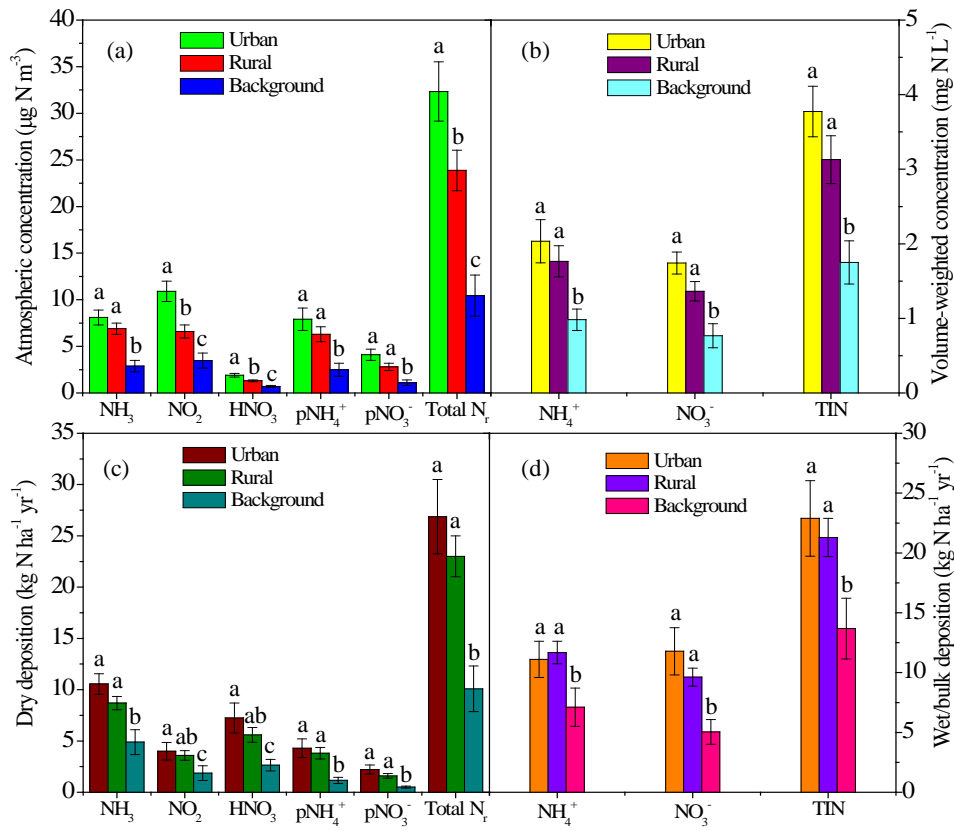 (a)
Urban
Rural
Background
Atmospheric concentration (μg N m⁻³)
40
35
30
25
20
15
10
5
0
a a b
a b c
a b c
a a b
a a b
a b c
NH₃ NO₂ HNO₃ pNH₄⁺ pNO₃⁻ Total Nᵣ
(b)
Urban
Rural
Background
Volume-weighted concentration (mg N L⁻¹)
5
4
3
2
1
0
a a b
a a b
a a b
NH₄⁺ NO₃⁻ TIN
(c)
Urban
Rural
Background
Dry deposition (kg N ha⁻¹ yr⁻¹)
35
30
25
20
15
10
5
0
a a b
a ab c
a ab c
a a b
a a b
a a b
NH₃ NO₂ HNO₃ pNH₄⁺ pNO₃⁻ Total Nᵣ
(d)
Urban
Rural
Background
Wet/bulk deposition (kg N ha⁻¹ yr⁻¹)
30
25
20
15
10
5
0
a a b
a a b
a a b
NH₄⁺ NO₃⁻ TIN